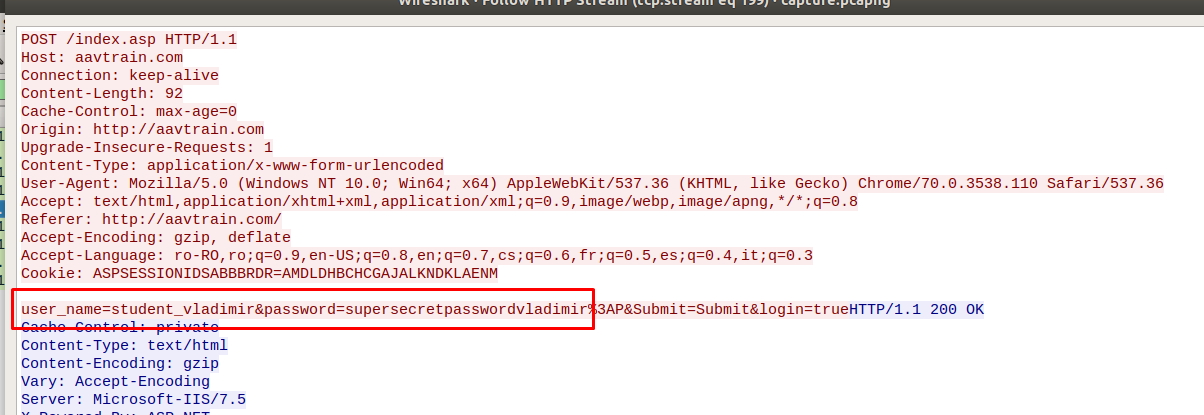 Wireshark · Follow HTTP Stream (tcp.stream eq 199) · capture.pcapng
POST /index.asp HTTP/1.1
Host: aavtrain.com
Connection: keep-alive
Content-Length: 92
Cache-Control: max-age=0
Origin: http://aavtrain.com
Upgrade-Insecure-Requests: 1
Content-Type: application/x-www-form-urlencoded
User-Agent: Mozilla/5.0 (Windows NT 10.0; Win64; x64) AppleWebKit/537.36 (KHTML, like Gecko) Chrome/70.0.3538.110 Safari/537.36
Accept: text/html,application/xhtml+xml,application/xml;q=0.9,image/webp,image/apng,*/*;q=0.8
Referer: http://aavtrain.com/
Accept-Encoding: gzip, deflate
Accept-Language: ro-RO,ro;q=0.9,en-US;q=0.8,en;q=0.7,cs;q=0.6,fr;q=0.5,es;q=0.4,it;q=0.3
Cookie: ASPSESSIONIDSABBBRDR=AMDLDHBCHCGAJALKNDKLAENM
user_name=student_vladimir&password=supersecretpasswordvladimir%3AP&Submit=Submit&login=trueHTTP/1.1 200 OK
Cache-Control: private
Content-Type: text/html
Content-Encoding: gzip
Vary: Accept-Encoding
Server: Microsoft-IIS/7.5
X-Powered-By: ASP.NET